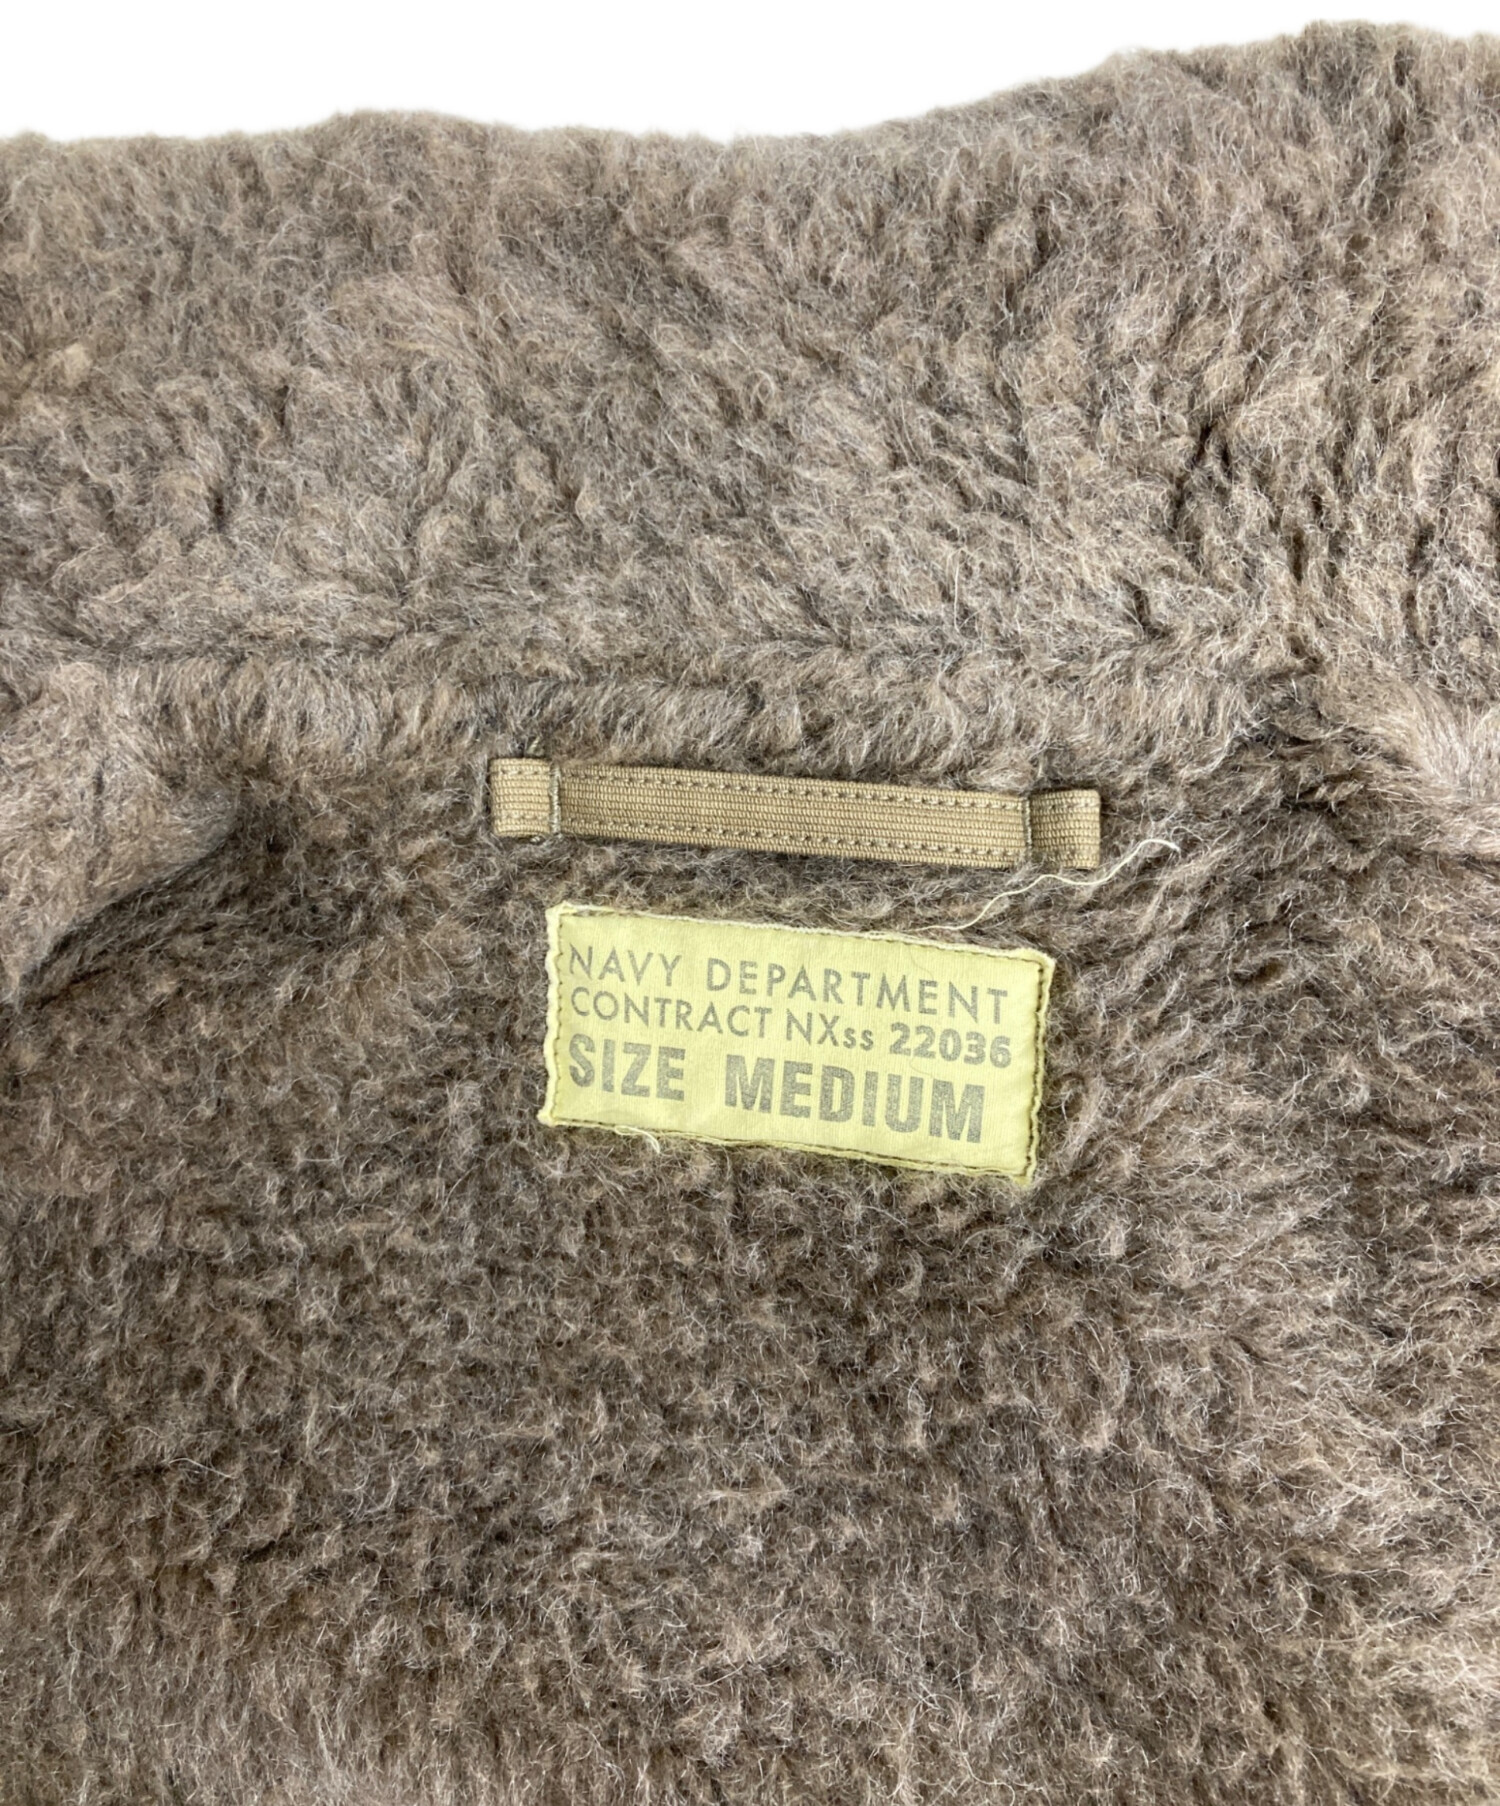 NAVY DEPARTMENT
CONTRACT NXss 22036
SIZE MEDIUM